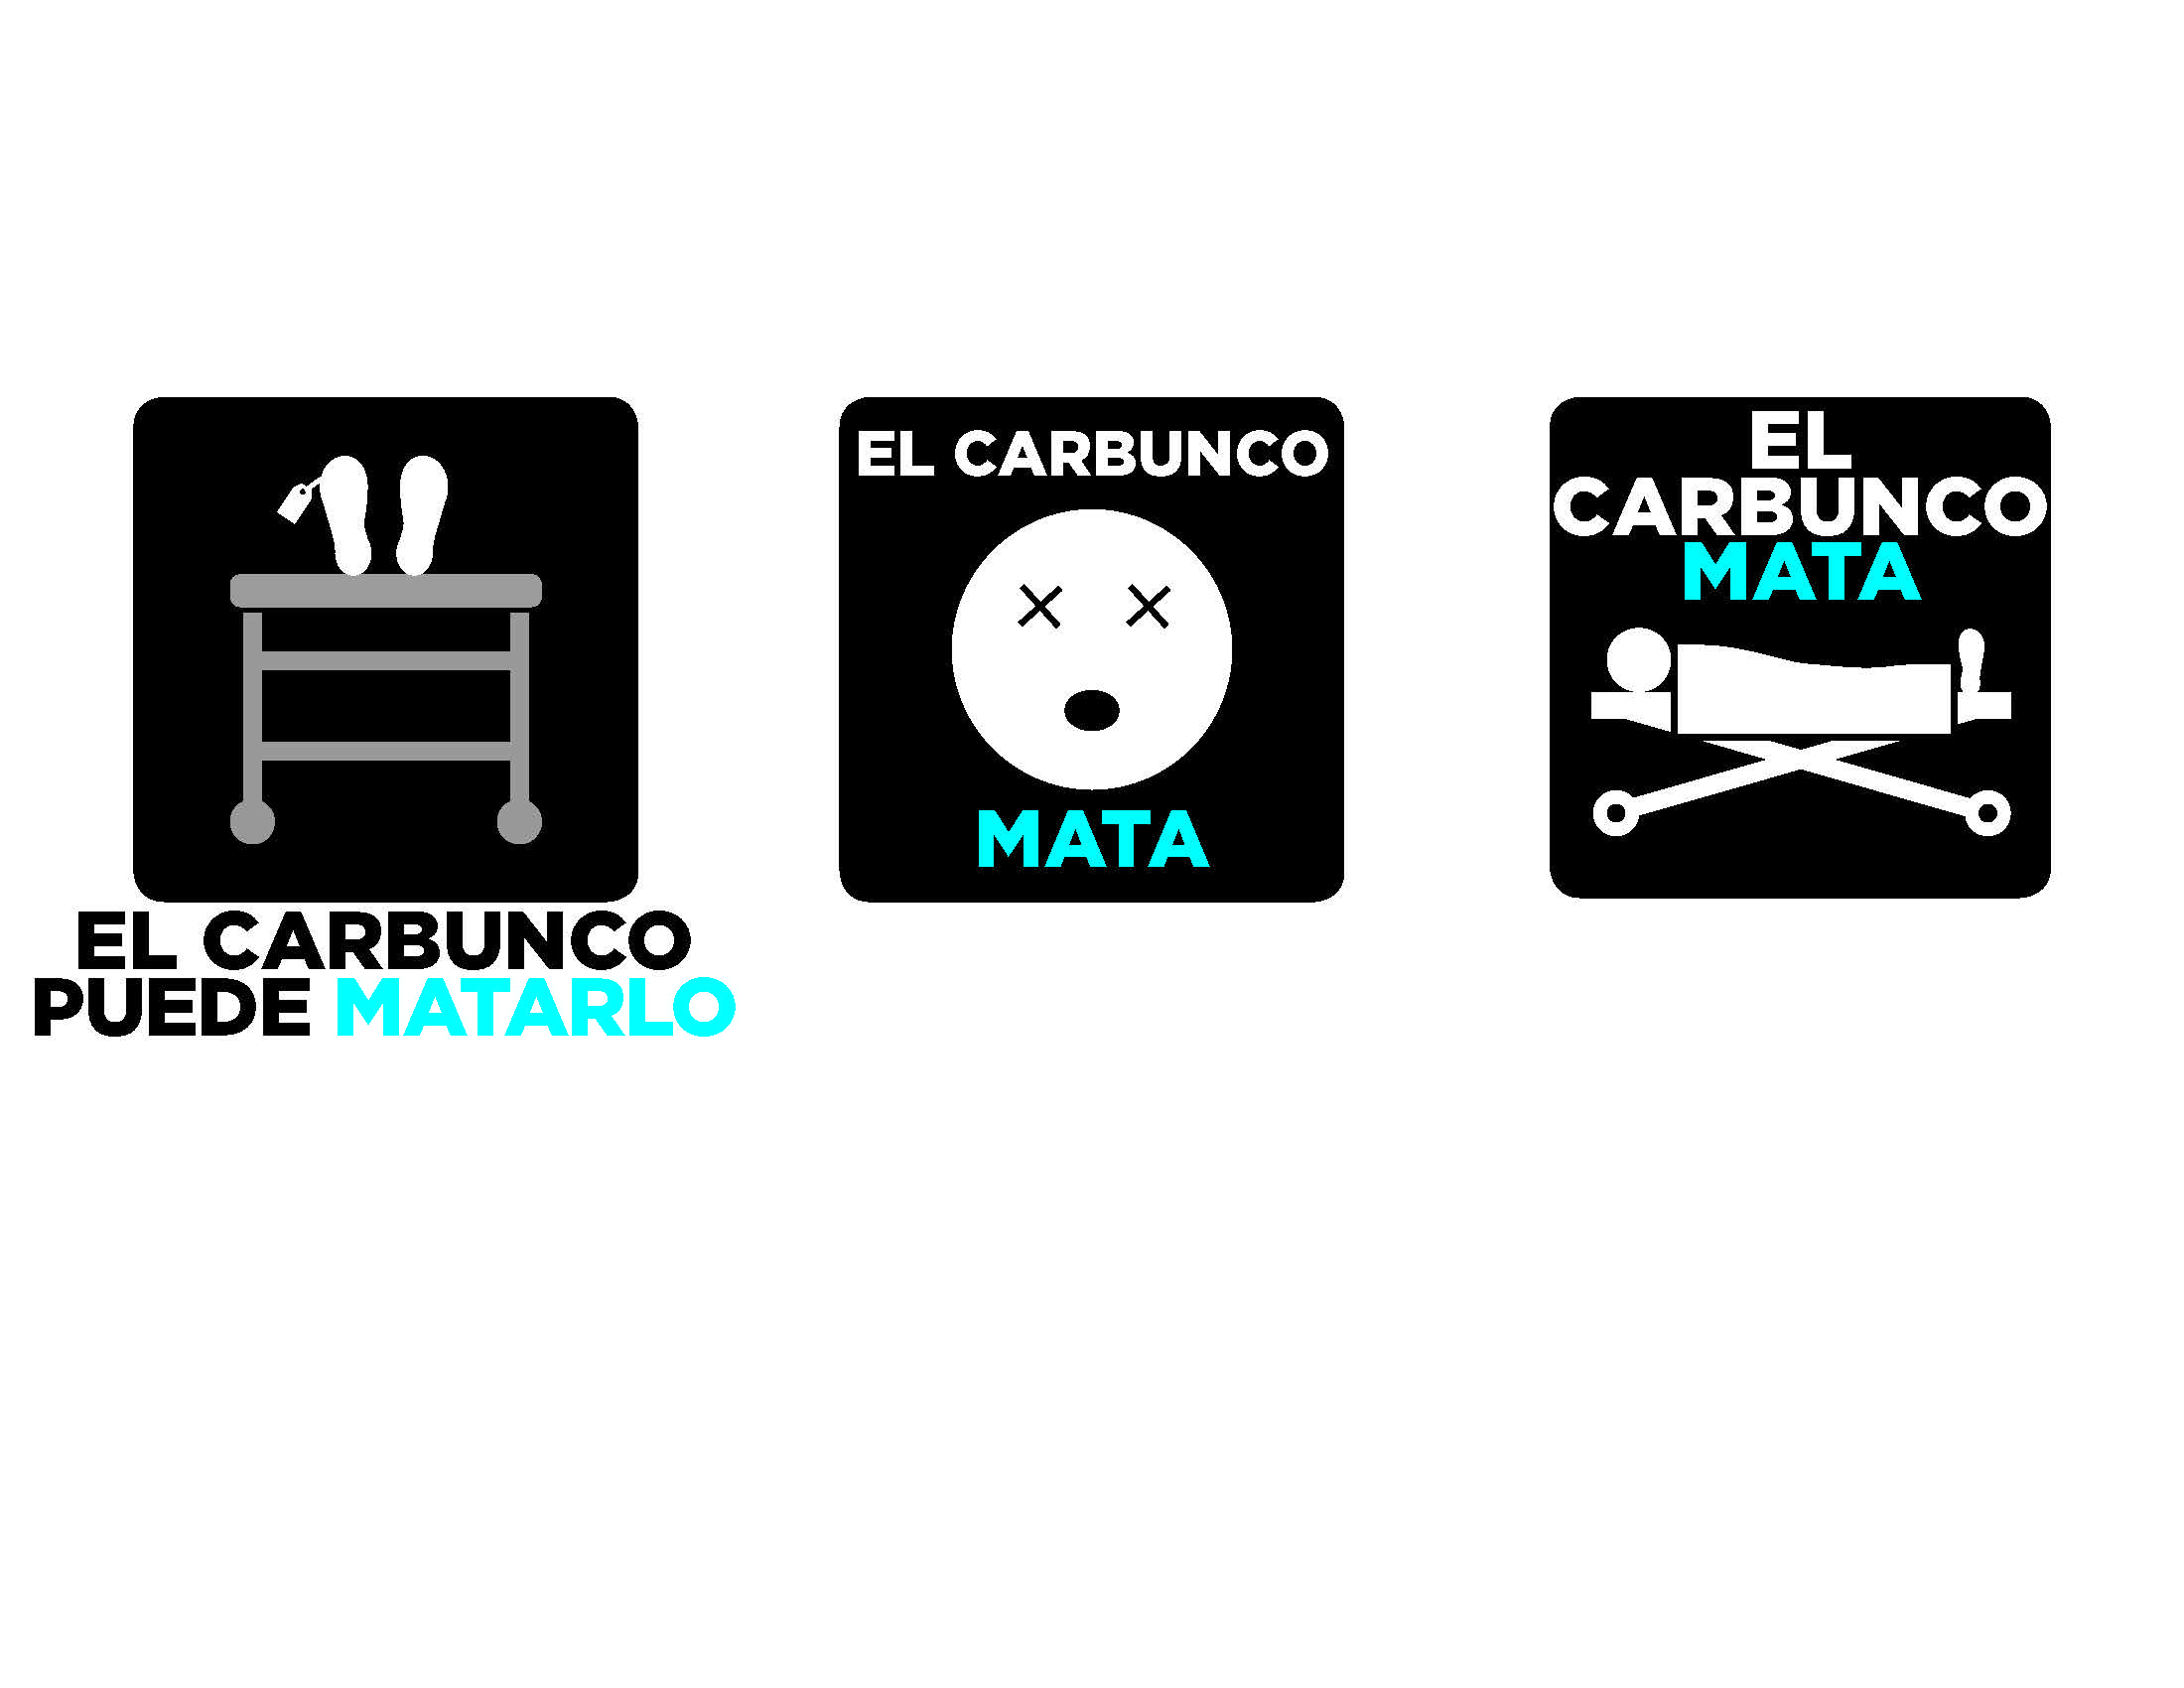 EL CARBUNCO
PUEDE MATARLO
EL CARBUNCO
MATA
EL
CARBUNCO
MATA